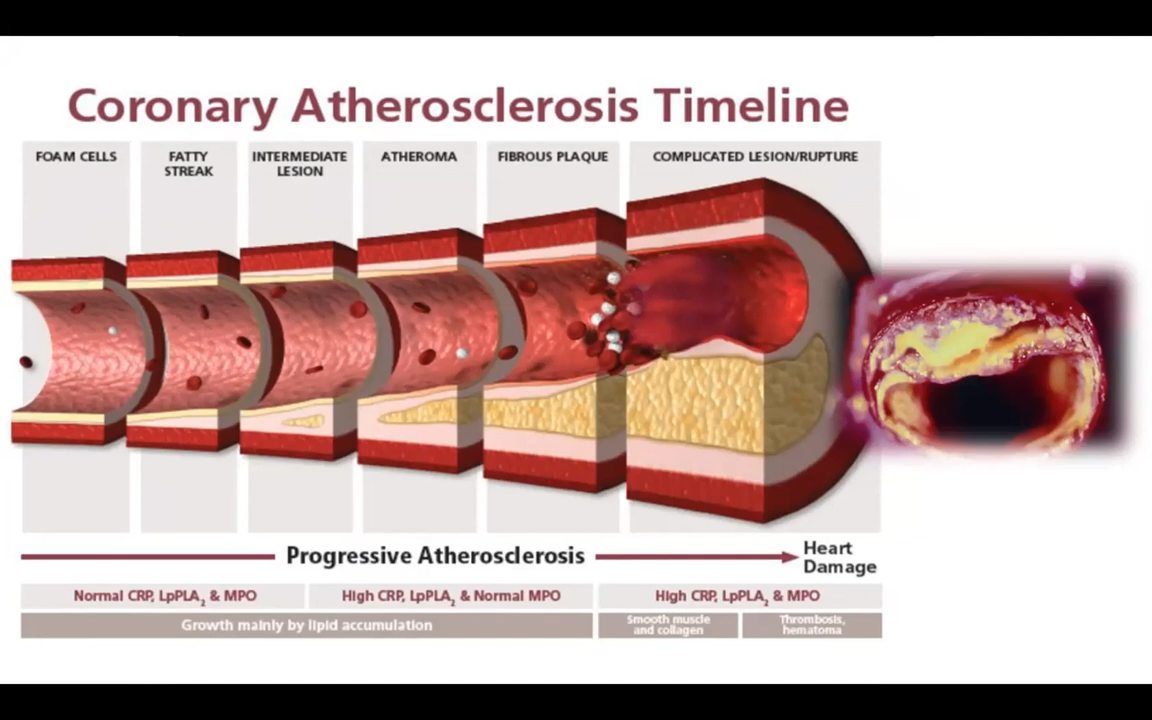 Coronary Atherosclerosis Timeline
FOAM CELLS
FATTY
STREAK
INTERMEDIATE
LESION
ATHEROMA
FIBROUS PLAQUE
COMPLICATED LESION/RUPTURE
Progressive Atherosclerosis
Heart
Damage
Normal CRP, LpPLA2 & MPO
High CRP, LpPLA2 & Normal MPO
High CRP, LpPLA2 & MPO
Growth mainly by lipid accumulation
Smooth muscle
and collagen
Thrombosis,
hematoma